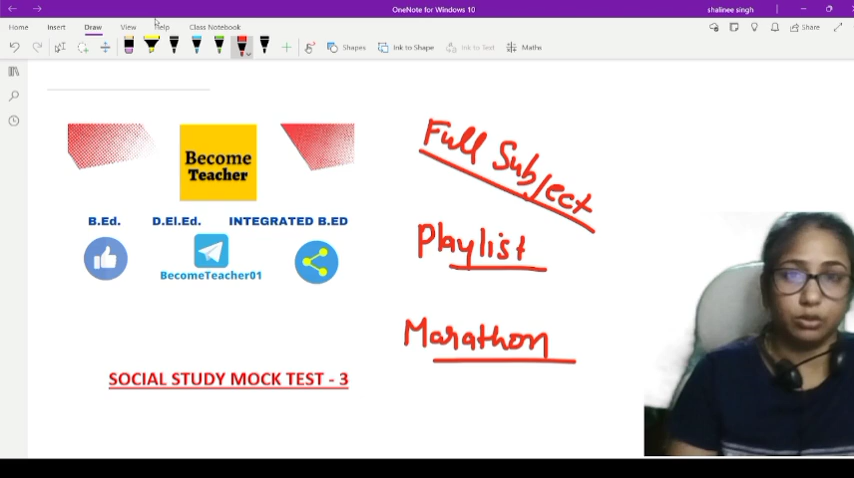 OneNote for Windows 10
shalinee singh
Home Insert Draw View Help Class Notebook
Share
Shapes Ink to Shape Ink to Text Maths
Become
Teacher
B.Ed. D.El.Ed. INTEGRATED B.ED
BecomeTeacher01
SOCIAL STUDY MOCK TEST - 3
Full Subject
Playlist
Marathon